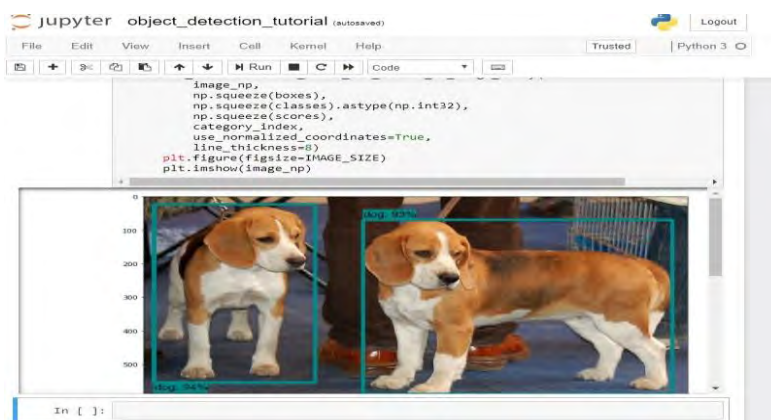 jupyter object_detection_tutorial (autosaved) Logout
File Edit View Insert Cell Kernel Help Trusted Python 3
Run Code
image_np,
np.squeeze(boxes),
np.squeeze(classes).astype(np.int32),
np.squeeze(scores),
category_index,
use_normalized_coordinates=True,
line_thickness=8)
plt.figure(figsize=IMAGE_SIZE)
plt.imshow(image_np)
0
dog: 93%
100
200
300
400
500
dog: 94%
In [ ]: